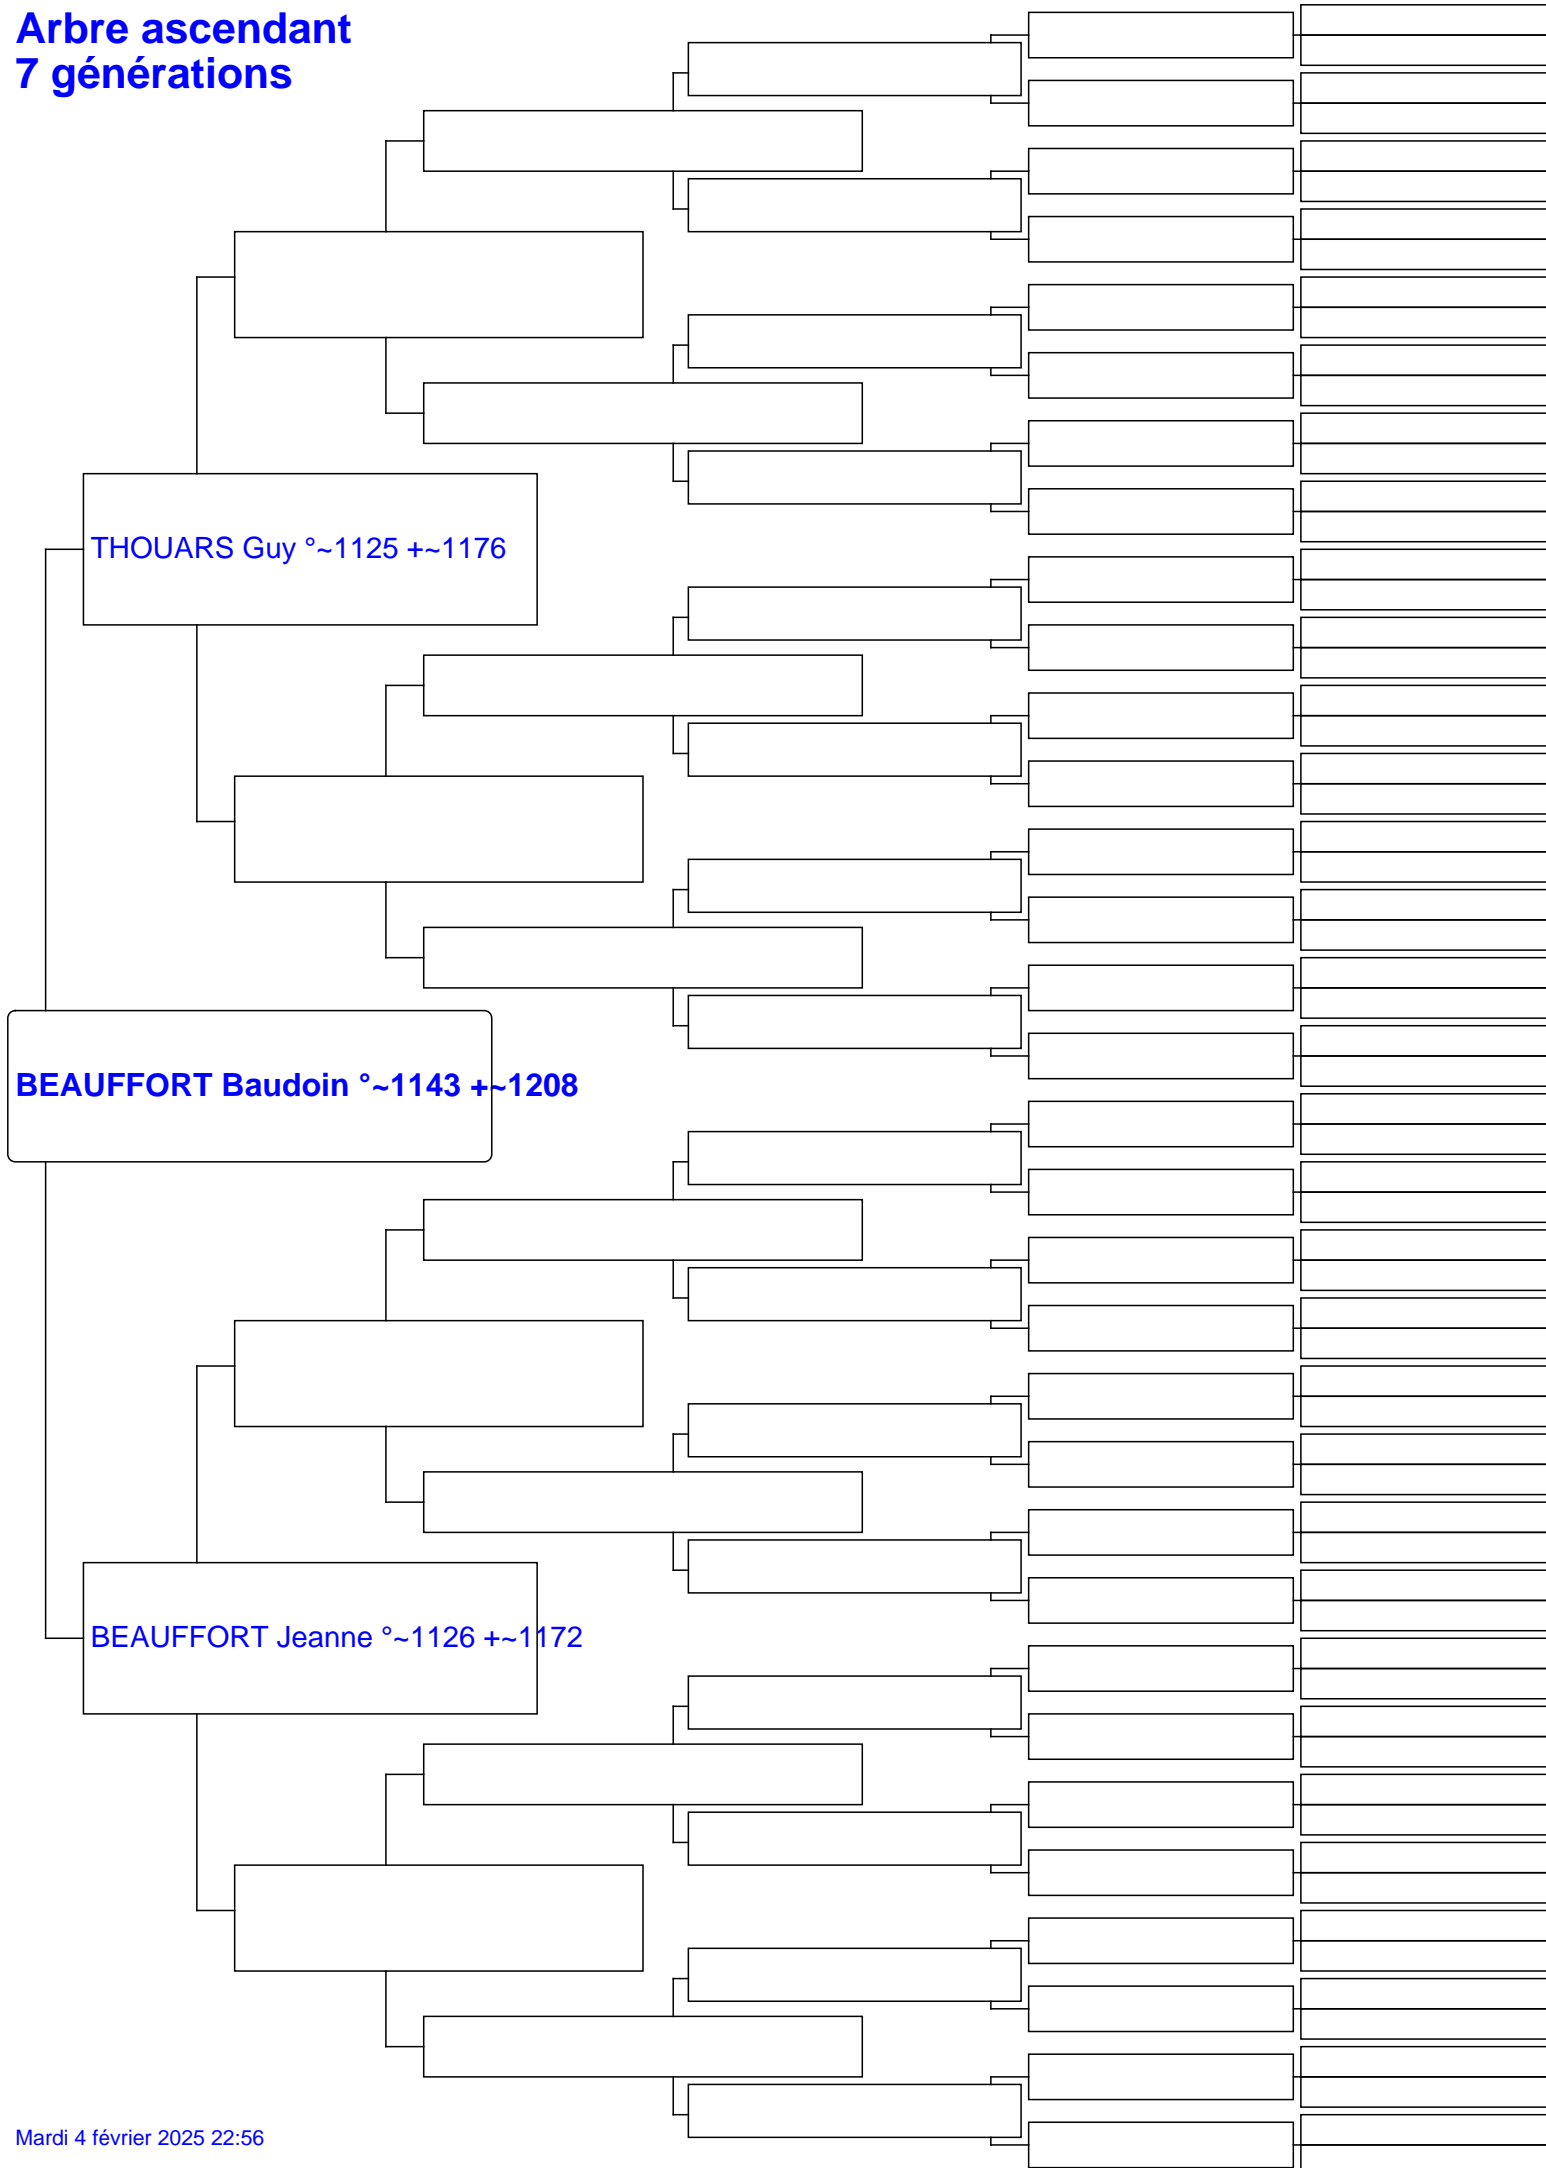 Arbre ascendant
7 générations
THOUARS Guy °~1125 +~1176
BEAUFFORT Baudoin °~1143 +~1208
BEAUFFORT Jeanne °~1126 +~1172
Mardi 4 février 2025 22:56